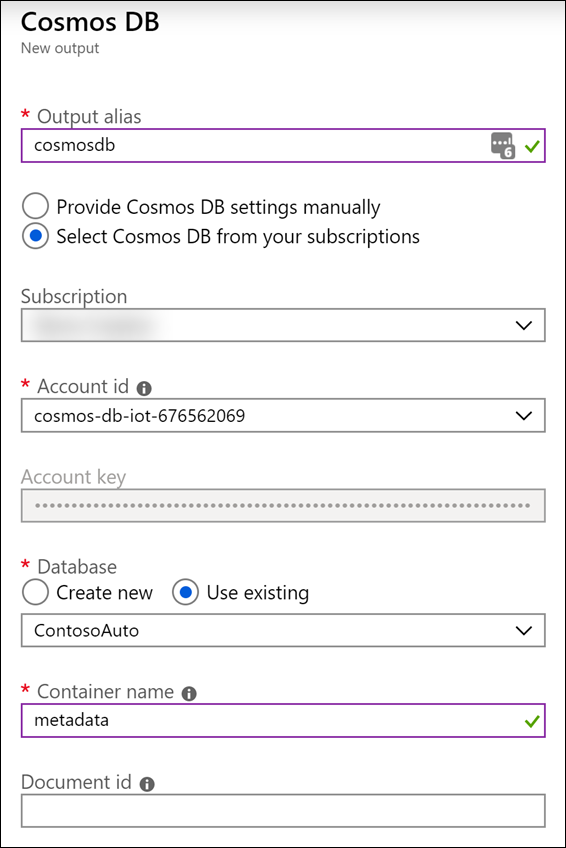 Cosmos DB
New output
* Output alias
cosmosdb
6
Provide Cosmos DB settings manually
Select Cosmos DB from your subscriptions
Subscription
* Account id
cosmos-db-iot-676562069
Account key
* Database
Create new Use existing
ContosoAuto
* Container name
metadata
Document id